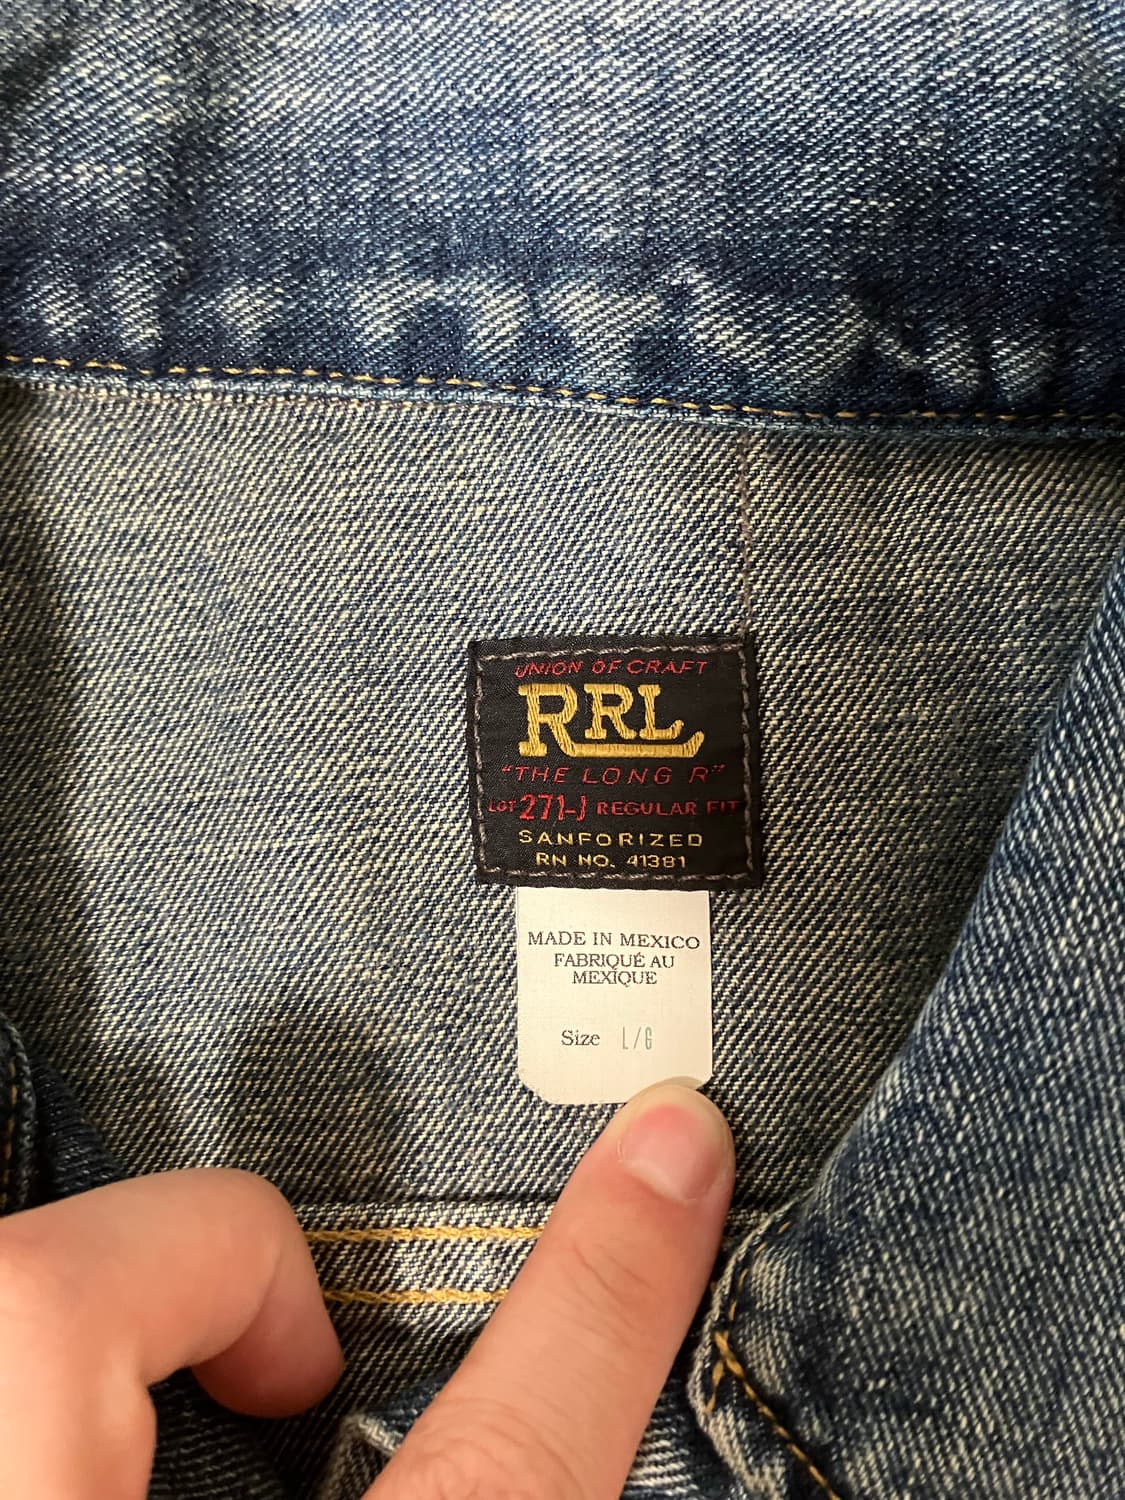 UNION OF CRAFT
RRL
"THE LONG R"
LOT 271-J REGULAR FIT
SANFORIZED
RN NO. 41381
MADE IN MEXICO
FABRIQUÉ AU
MEXIQUE
Size L/G